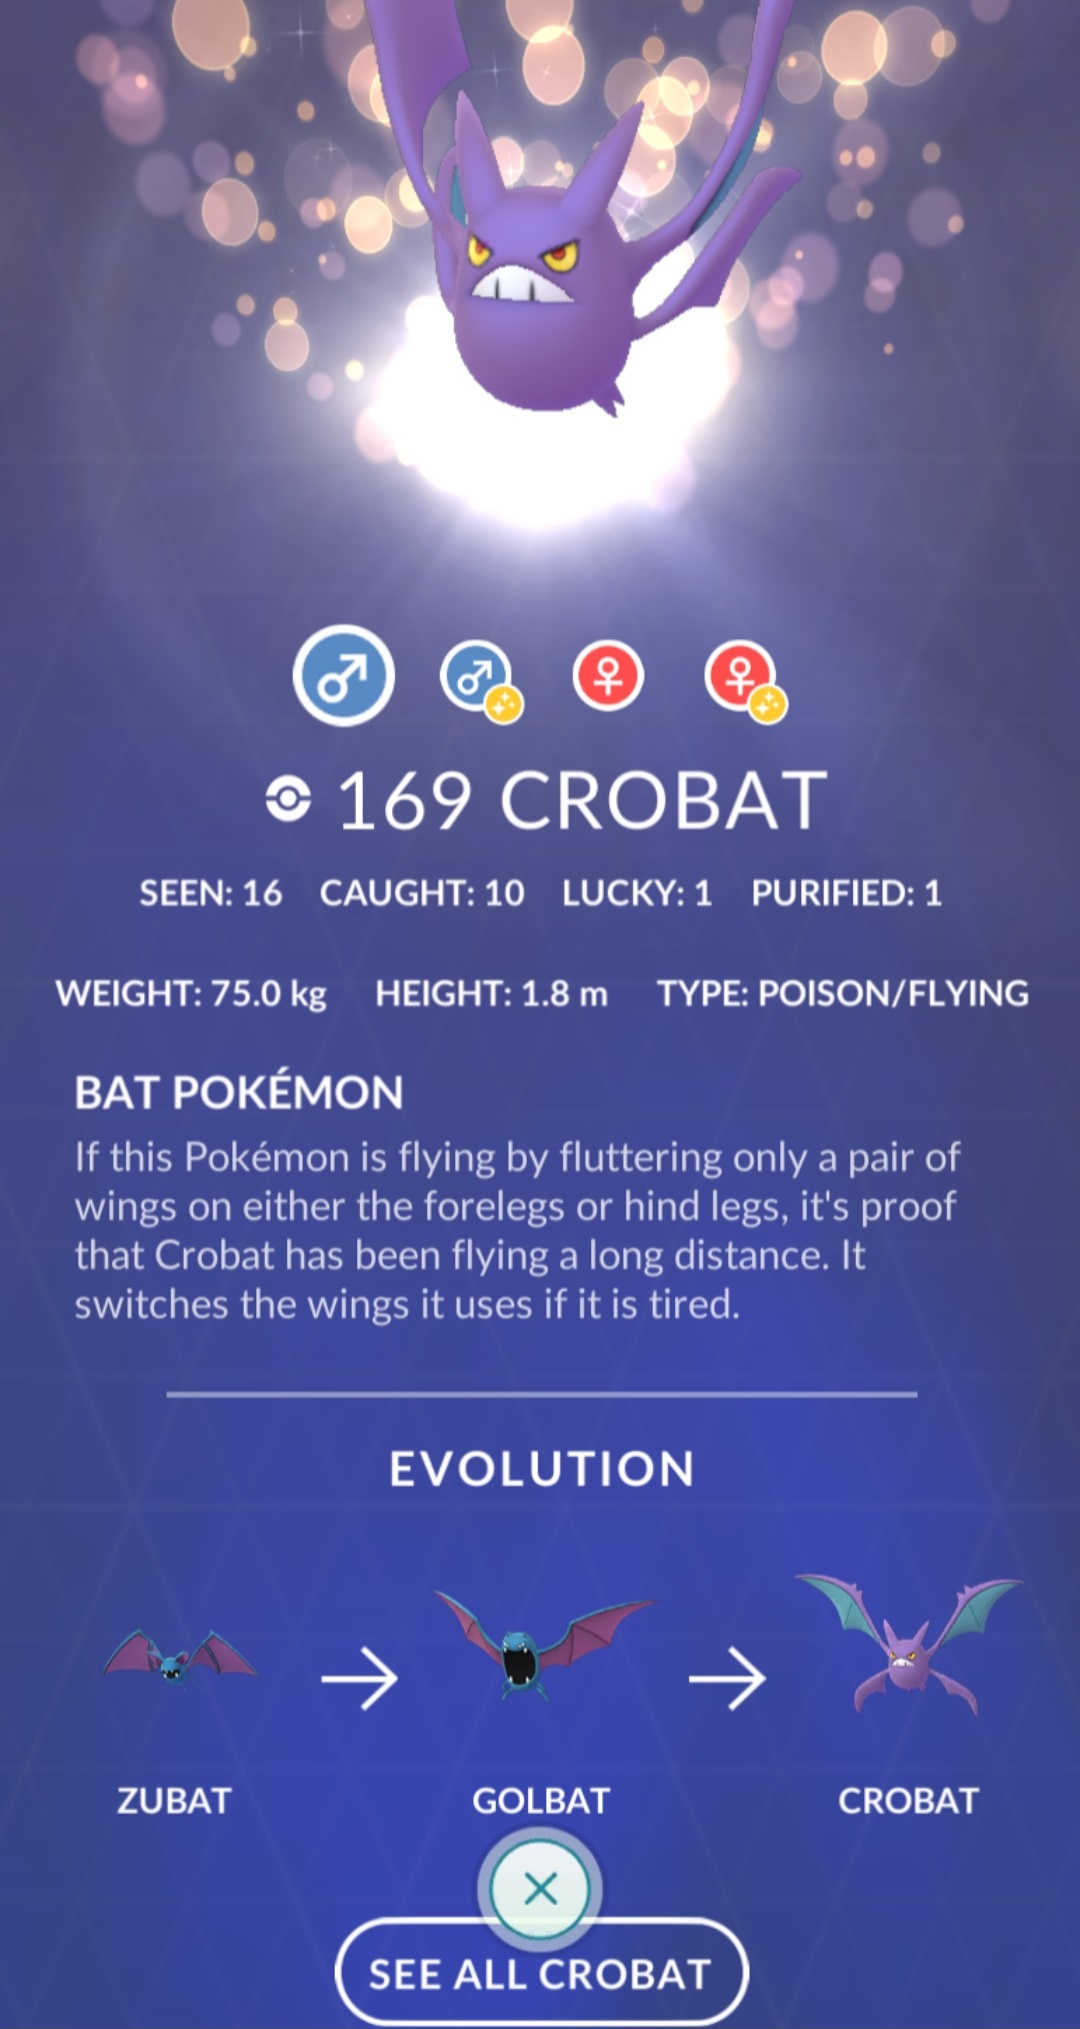 169 CROBAT
SEEN: 16 CAUGHT: 10 LUCKY: 1 PURIFIED: 1
WEIGHT: 75.0 kg HEIGHT: 1.8 m TYPE: POISON/FLYING
BAT POKÉMON
If this Pokémon is flying by fluttering only a pair of
wings on either the forelegs or hind legs, it's proof
that Crobat has been flying a long distance. It
switches the wings it uses if it is tired.
EVOLUTION
ZUBAT GOLBAT CROBAT
SEE ALL CROBAT